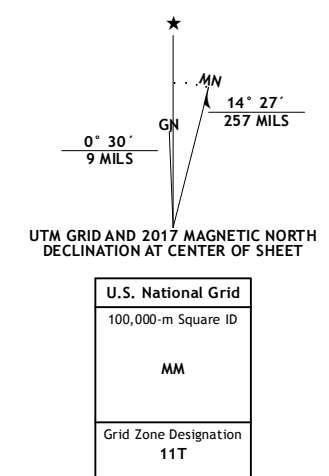 ★
MN
14° 27´
257 MILS
GN
0° 30´
9 MILS
UTM GRID AND 2017 MAGNETIC NORTH
DECLINATION AT CENTER OF SHEET
U.S. National Grid
100,000-m Square ID
MM
Grid Zone Designation
11T